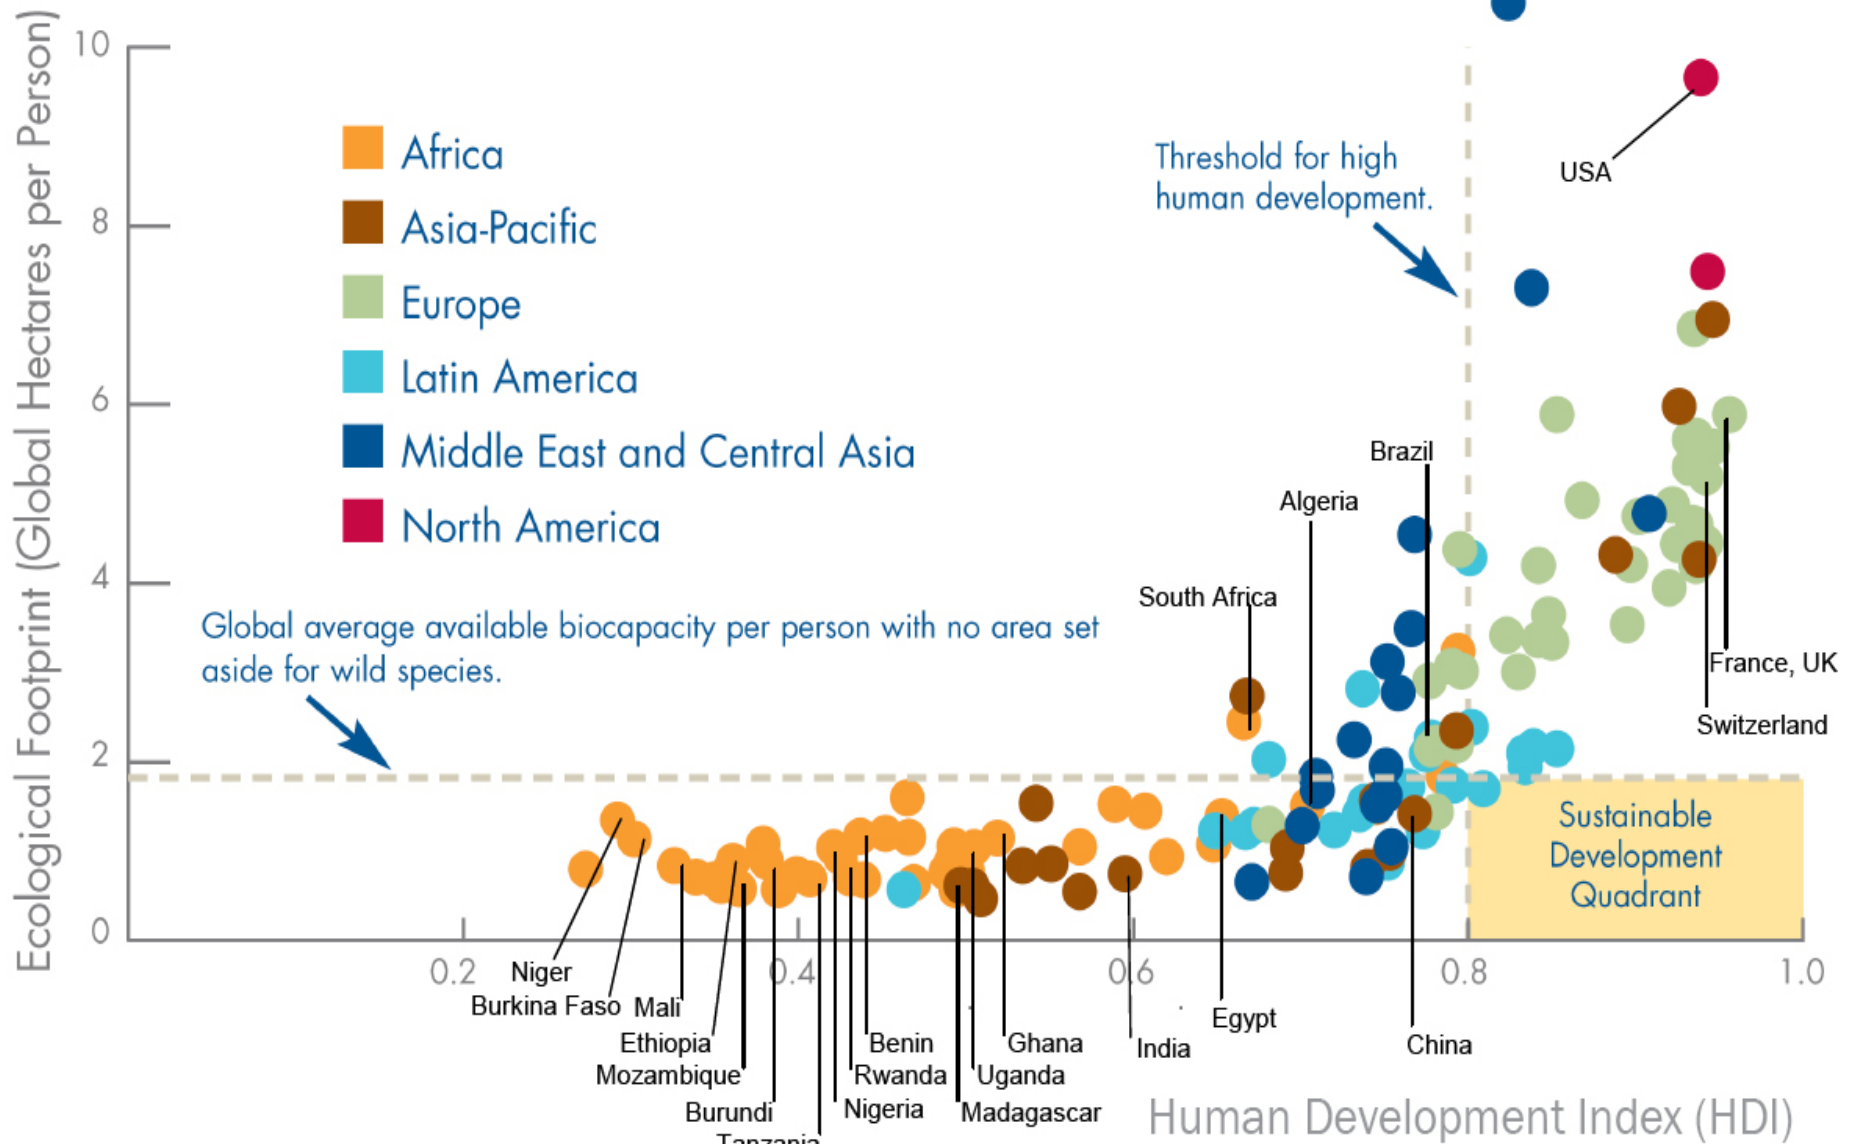 Ecological Footprint (Global Hectares per Person)
10
8
6
4
2
0
Africa
Asia-Pacific
Europe
Latin America
Middle East and Central Asia
North America
Threshold for high
human development.
USA
Global average available biocapacity per person with no area set
aside for wild species.
Brazil
Algeria
South Africa
France, UK
Switzerland
Sustainable
Development
Quadrant
0.2
0.4
0.6
0.8
1.0
Niger
Burkina Faso
Mali
Ethiopia
Mozambique
Burundi
Tanzania
Benin
Rwanda
Nigeria
Ghana
Uganda
Madagascar
India
Egypt
China
Human Development Index (HDI)